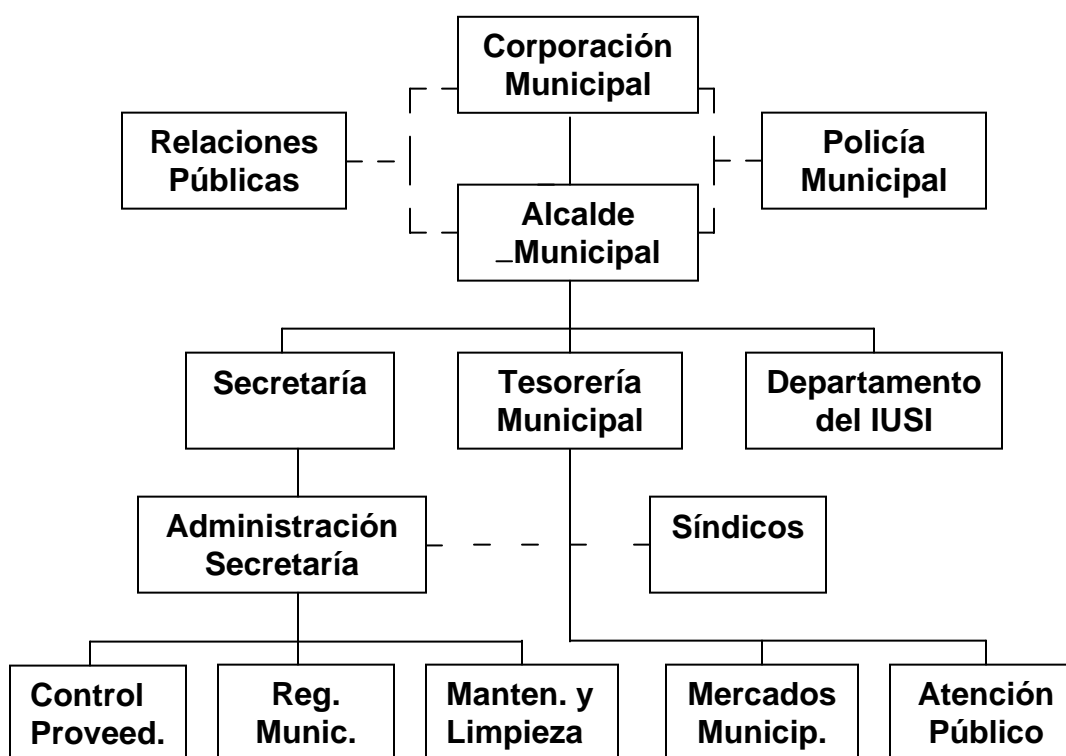 Corporación
Municipal
Relaciones
Públicas
Policía
Municipal
Alcalde
Municipal
Secretaría
Tesorería
Municipal
Departamento
del IUSI
Administración
Secretaría
Síndicos
Control
Proveed.
Reg.
Munic.
Manten. y
Limpieza
Mercados
Municip.
Atención
Público